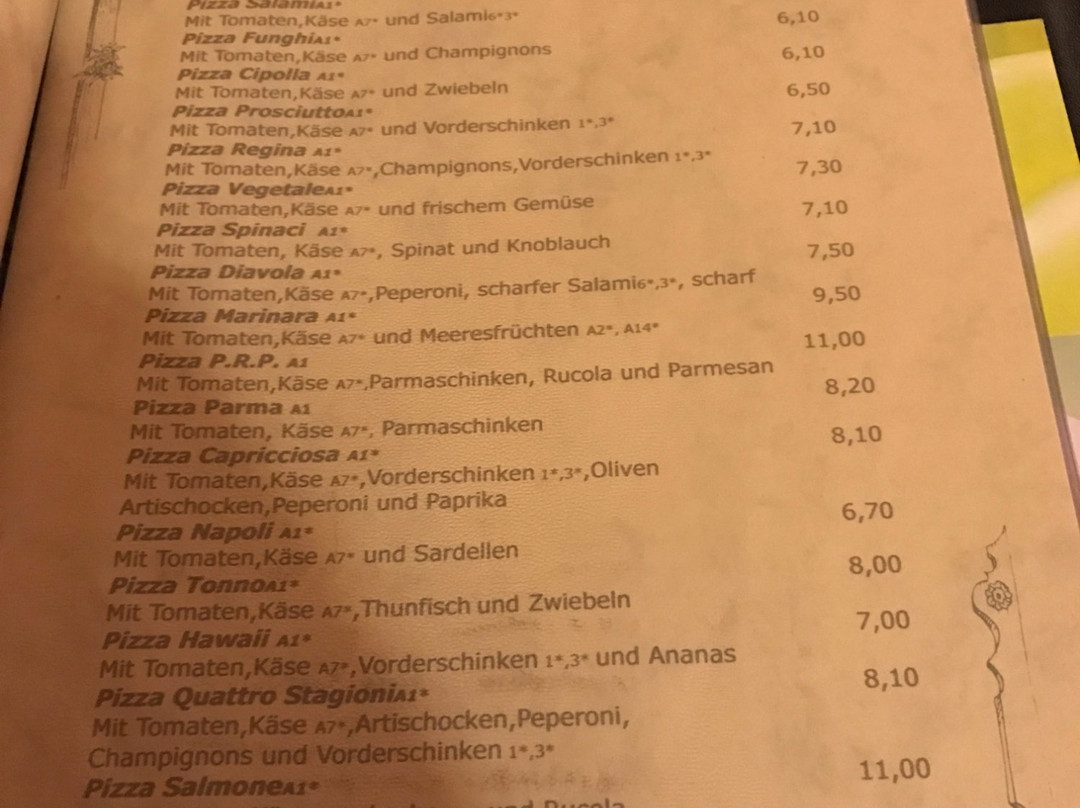 Pizza SalamiA1*
Mit Tomaten,Käse A7* und Salami6*3*
Pizza FunghiA1* 6,10
Mit Tomaten,Käse A7* und Champignons
Pizza Cipolla A1* 6,10
Mit Tomaten,Käse A7* und Zwiebeln
Pizza ProsciuttoA1* 6,50
Mit Tomaten,Käse A7* und Vorderschinken 1*,3*
Pizza Regina A1* 7,10
Mit Tomaten,Käse A7*,Champignons,Vorderschinken 1*,3*
Pizza VegetaleA1* 7,30
Mit Tomaten,Käse A7* und frischem Gemüse
Pizza Spinaci A1* 7,10
Mit Tomaten, Käse A7*, Spinat und Knoblauch
Pizza Diavola A1* 7,50
Mit Tomaten,Käse A7*,Peperoni, scharfer Salami6*,3*, scharf
Pizza Marinara A1* 9,50
Mit Tomaten,Käse A7* und Meeresfrüchten A2*, A14*
Pizza P.R.P. A1 11,00
Mit Tomaten,Käse A7*,Parmaschinken, Rucola und Parmesan
Pizza Parma A1 8,20
Mit Tomaten, Käse A7*, Parmaschinken
Pizza Capricciosa A1* 8,10
Mit Tomaten,Käse A7*,Vorderschinken 1*,3*,Oliven
Artischocken,Peperoni und Paprika
Pizza Napoli A1* 6,70
Mit Tomaten,Käse A7* und Sardellen
Pizza TonnoA1* 8,00
Mit Tomaten,Käse A7*,Thunfisch und Zwiebeln
Pizza Hawaii A1* 7,00
Mit Tomaten,Käse A7*,Vorderschinken 1*,3* und Ananas
Pizza Quattro StagioniA1* 8,10
Mit Tomaten,Käse A7*,Artischocken,Peperoni,
Champignons und Vorderschinken 1*,3*
Pizza SalmoneA1* 11,00
und Rucola